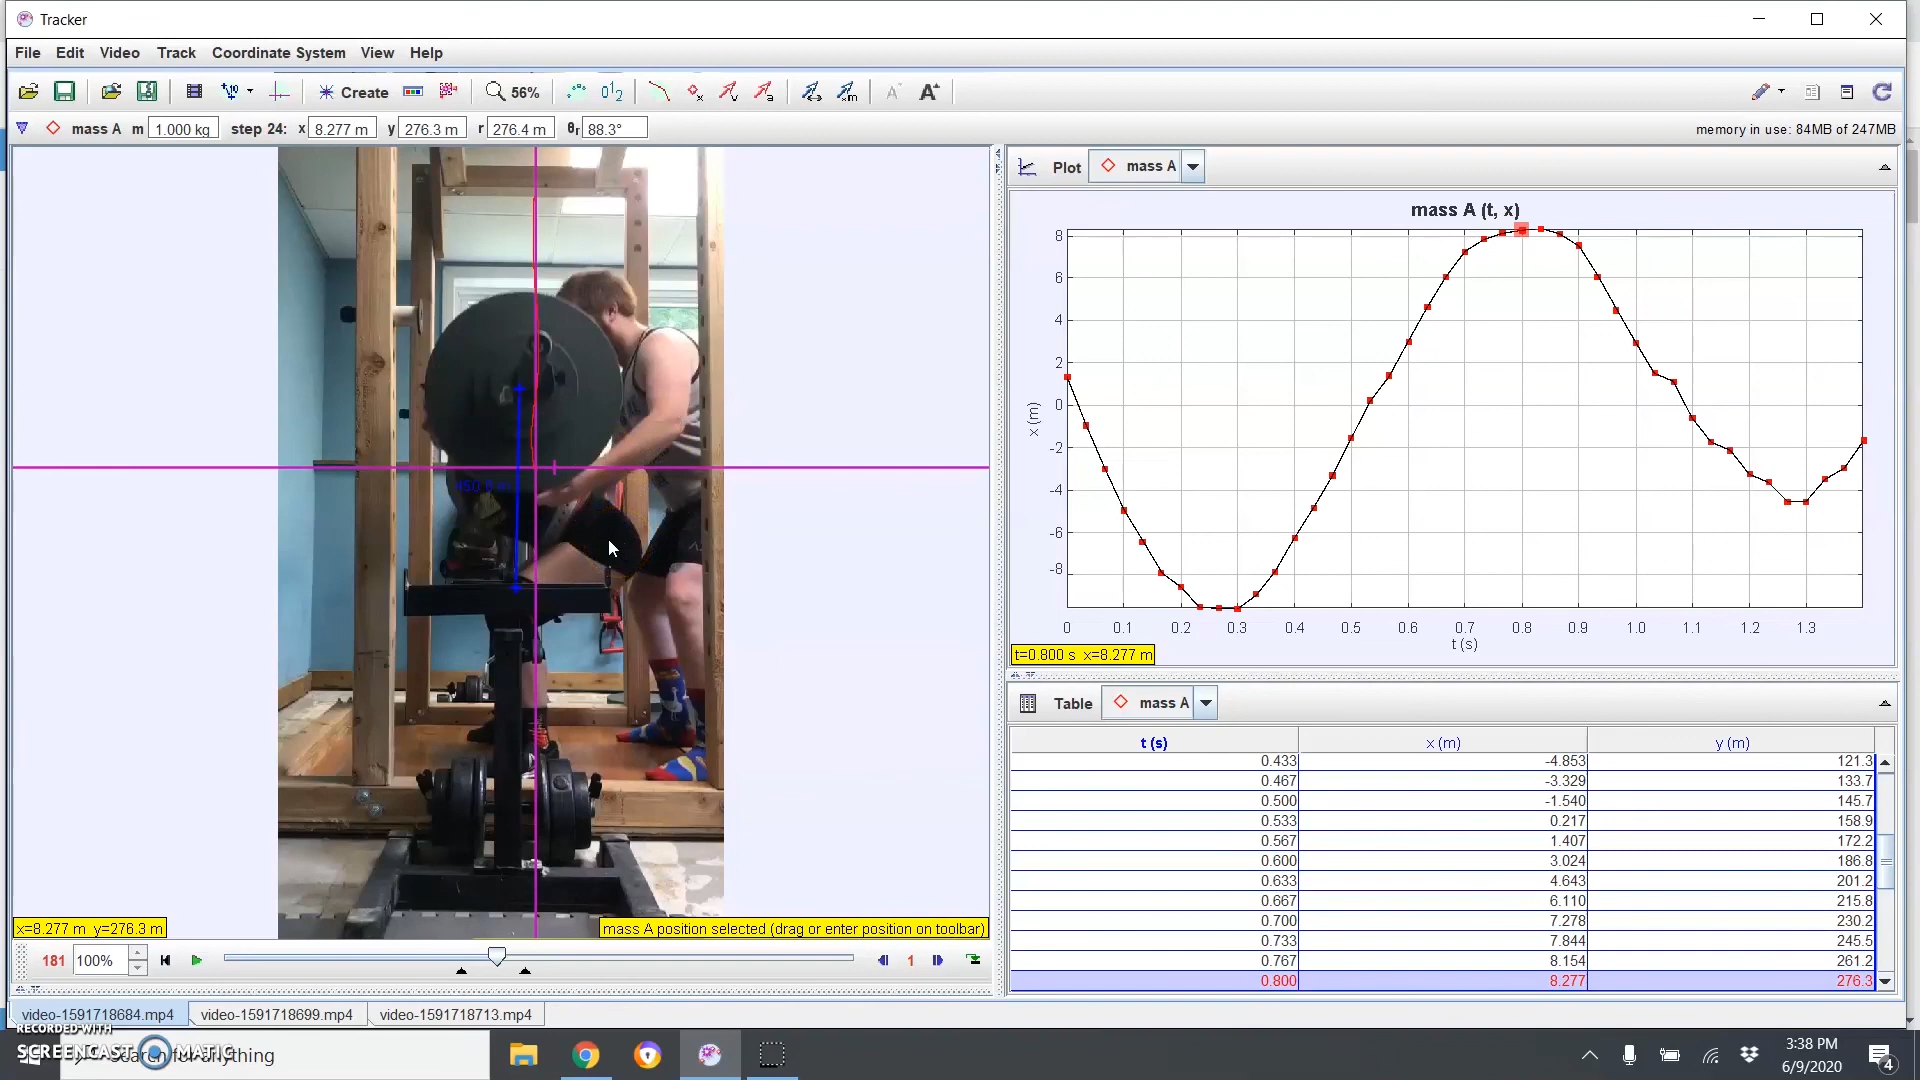 Tracker
File Edit Video Track Coordinate System View Help
Create 56%
mass A m 1.000 kg step 24: x 8.277 m y 276.3 m r 276.4 m θr 88.3° memory in use: 84MB of 247MB
Plot mass A
mass A (t, x)
8
6
4
2
0
-2
-4
-6
-8
x (m)
0 0.1 0.2 0.3 0.4 0.5 0.6 0.7 0.8 0.9 1.0 1.1 1.2 1.3
t (s)
t=0.800 s x=8.277 m
Table mass A
t (s) x (m) y (m)
0.433 -4.853 121.3
0.467 -3.329 133.7
0.500 -1.540 145.7
0.533 0.217 158.9
0.567 1.407 172.2
0.600 3.024 186.8
0.633 4.643 201.2
0.667 6.110 215.8
0.700 7.278 230.2
0.733 7.844 245.5
0.767 8.154 261.2
0.800 8.277 276.3
x=8.277 m y=276.3 m
mass A position selected (drag or enter position on toolbar)
181 100% 1
video-1591718684.mp4 video-1591718699.mp4 video-1591718713.mp4
RECORDED WITH
SCREENCAST MATIC
Search for anything
3:38 PM
6/9/2020
4